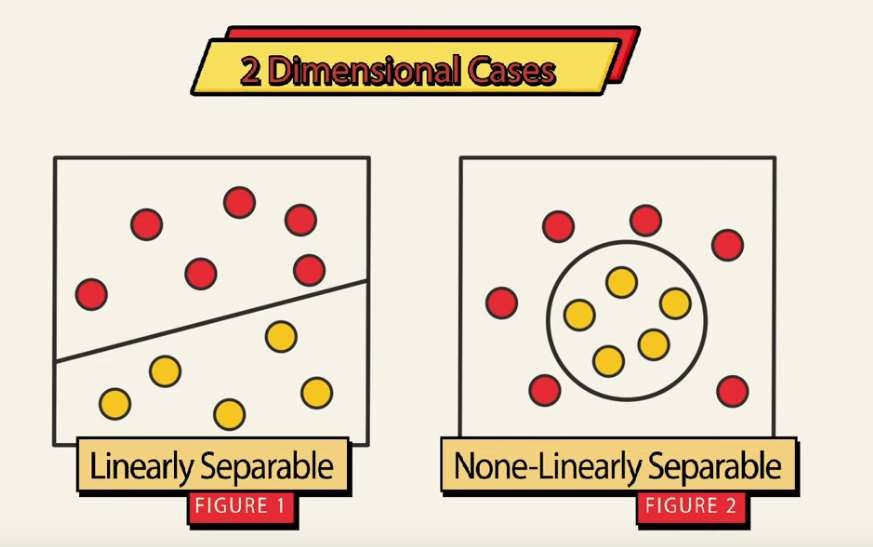 2 Dimensional Cases
Linearly Separable
FIGURE 1
None-Linearly Separable
FIGURE 2